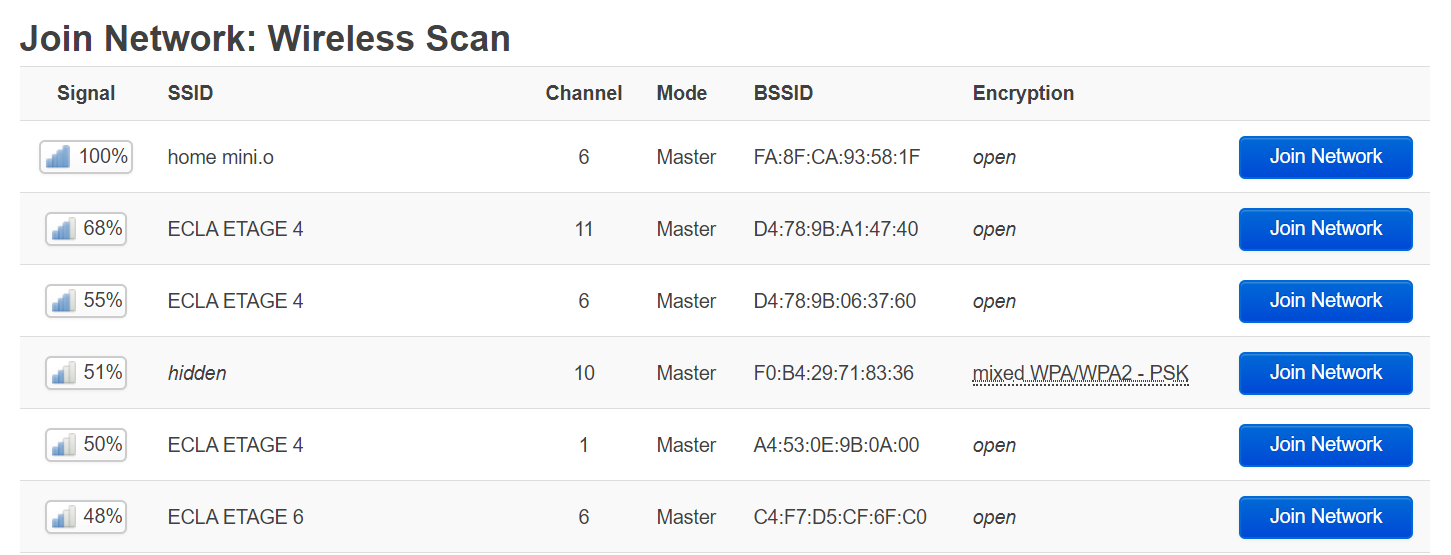 Join Network: Wireless Scan
Signal SSID Channel Mode BSSID Encryption
100% home mini.o 6 Master FA:8F:CA:93:58:1F open Join Network
68% ECLA ETAGE 4 11 Master D4:78:9B:A1:47:40 open Join Network
55% ECLA ETAGE 4 6 Master D4:78:9B:06:37:60 open Join Network
51% hidden 10 Master F0:B4:29:71:83:36 mixed WPA/WPA2 - PSK Join Network
50% ECLA ETAGE 4 1 Master A4:53:0E:9B:0A:00 open Join Network
48% ECLA ETAGE 6 6 Master C4:F7:D5:CF:6F:C0 open Join Network